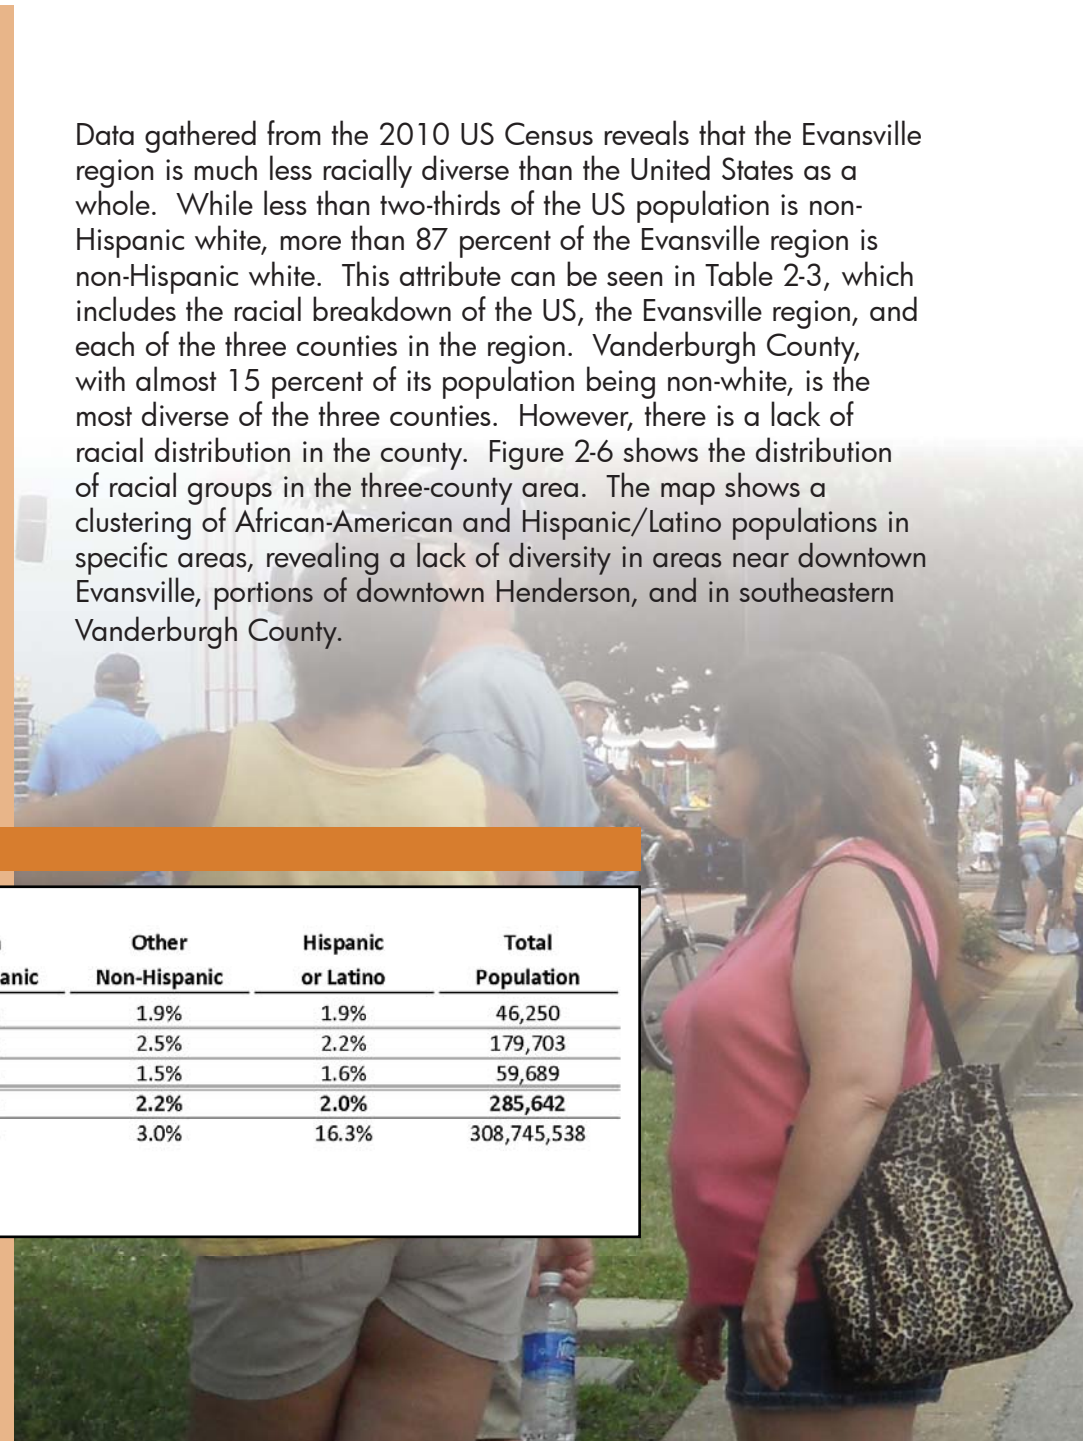 Data gathered from the 2010 US Census reveals that the Evansville
region is much less racially diverse than the United States as a
whole.  While less than two-thirds of the US population is non-
Hispanic white, more than 87 percent of the Evansville region is
non-Hispanic white.  This attribute can be seen in Table 2-3, which
includes the racial breakdown of the US, the Evansville region, and
each of the three counties in the region.  Vanderburgh County,
with almost 15 percent of its population being non-white, is the
most diverse of the three counties.  However, there is a lack of
racial distribution in the county.  Figure 2-6 shows the distribution
of racial groups in the three-county area.  The map shows a
clustering of African-American and Hispanic/Latino populations in
specific areas, revealing a lack of diversity in areas near downtown
Evansville, portions of downtown Henderson, and in southeastern
Vanderburgh County.
Other Hispanic Total
anic Non-Hispanic or Latino Population
1.9% 1.9% 46,250
2.5% 2.2% 179,703
1.5% 1.6% 59,689
2.2% 2.0% 285,642
3.0% 16.3% 308,745,538